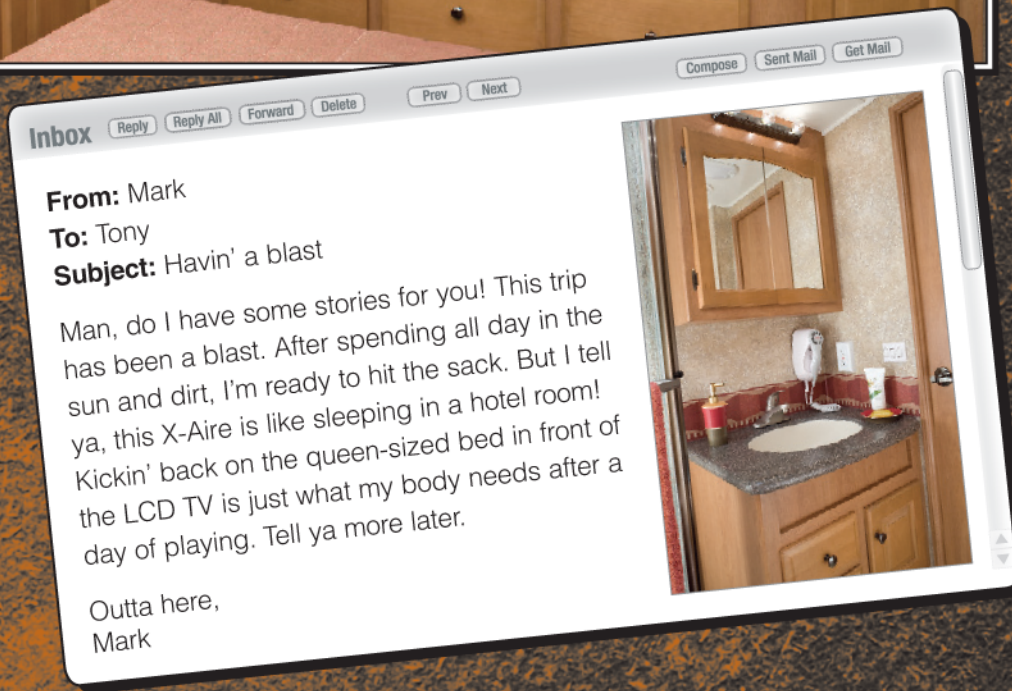 Inbox Reply Reply All Forward Delete Prev Next Compose Sent Mail Get Mail
From: Mark
To: Tony
Subject: Havin' a blast
Man, do I have some stories for you! This trip
has been a blast. After spending all day in the
sun and dirt, I'm ready to hit the sack. But I tell
ya, this X-Aire is like sleeping in a hotel room!
Kickin' back on the queen-sized bed in front of
the LCD TV is just what my body needs after a
day of playing. Tell ya more later.
Outta here,
Mark